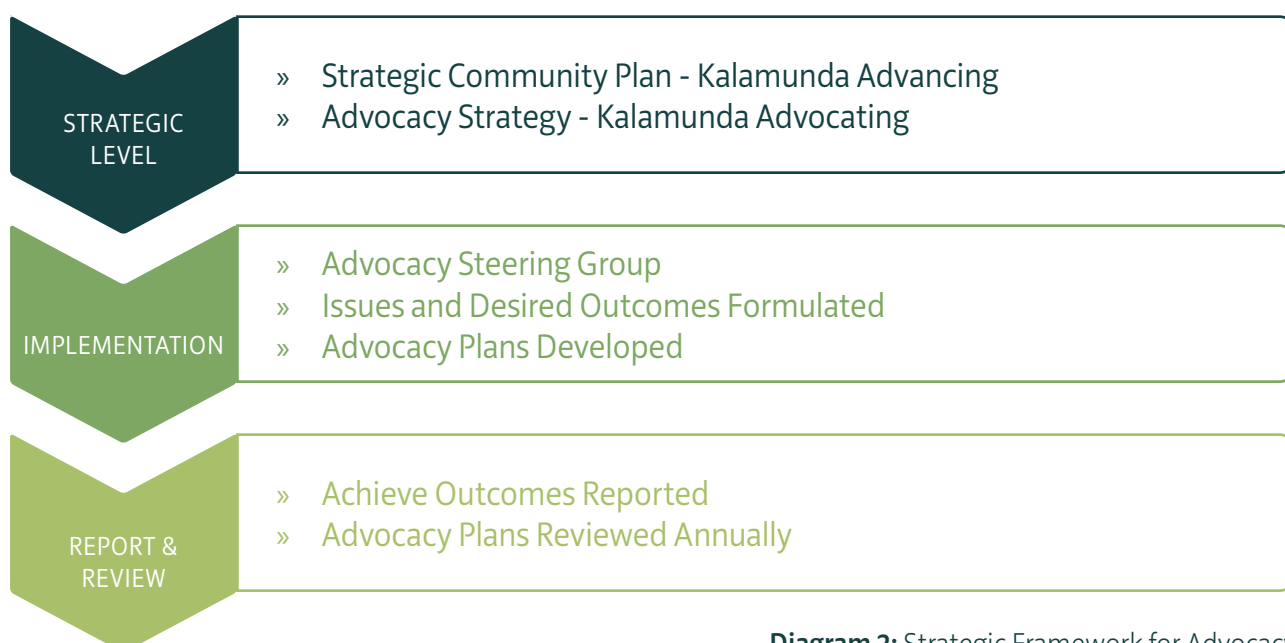 STRATEGIC
LEVEL
» Strategic Community Plan - Kalamunda Advancing
» Advocacy Strategy - Kalamunda Advocating
IMPLEMENTATION
» Advocacy Steering Group
» Issues and Desired Outcomes Formulated
» Advocacy Plans Developed
REPORT &
REVIEW
» Achieve Outcomes Reported
» Advocacy Plans Reviewed Annually
Diagram 2: Strategic Framework for Advocac